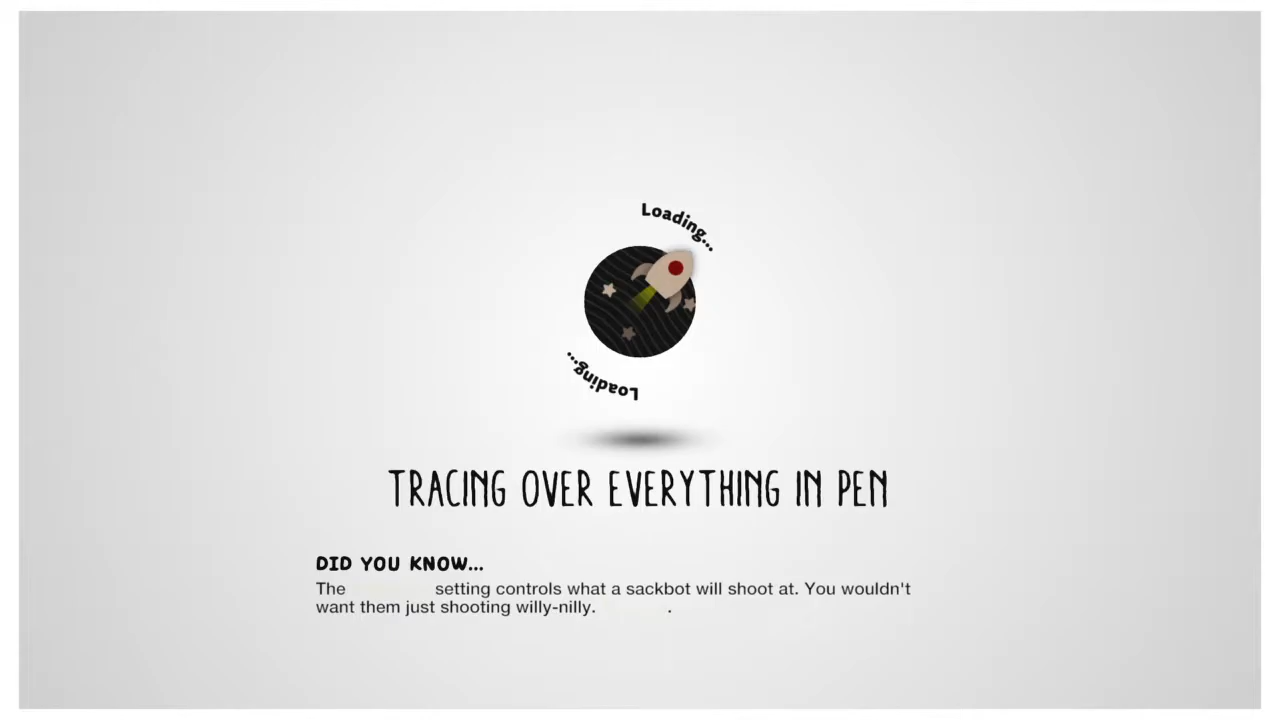 Loading...
Loading...
TRACING OVER EVERYTHING IN PEN
DID YOU KNOW...
The setting controls what a sackbot will shoot at. You wouldn't
want them just shooting willy-nilly. .